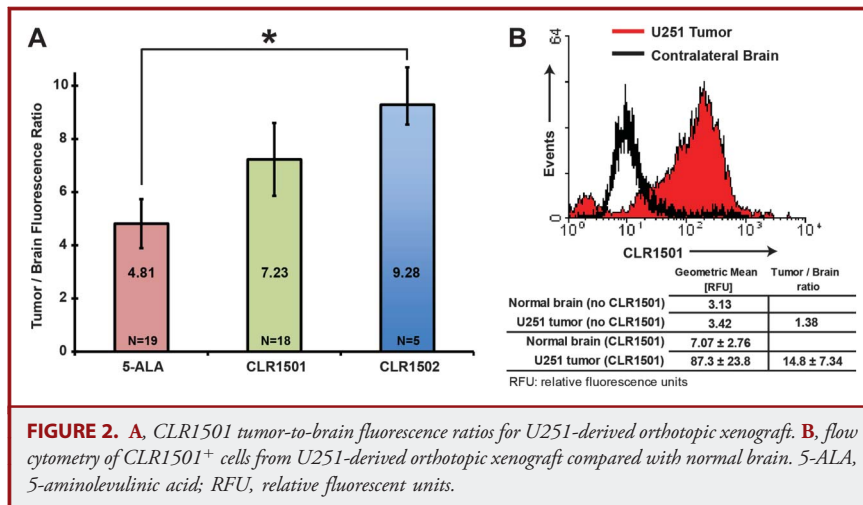 A
*
Tumor / Brain Fluorescence Ratio
10
8
6
4
2
0
4.81
7.23
9.28
N=19
N=18
N=5
5-ALA
CLR1501
CLR1502
B
U251 Tumor
Contralateral Brain
64
Events
0
10⁰ 10¹ 10² 10³ 10⁴
CLR1501
Geometric Mean [RFU] Tumor / Brain ratio
Normal brain (no CLR1501) 3.13
U251 tumor (no CLR1501) 3.42 1.38
Normal brain (CLR1501) 7.07 ± 2.76
U251 tumor (CLR1501) 87.3 ± 23.8 14.8 ± 7.34
RFU: relative fluorescence units
FIGURE 2. A, CLR1501 tumor-to-brain fluorescence ratios for U251-derived orthotopic xenograft. B, flow
cytometry of CLR1501⁺ cells from U251-derived orthotopic xenograft compared with normal brain. 5-ALA,
5-aminolevulinic acid; RFU, relative fluorescent units.